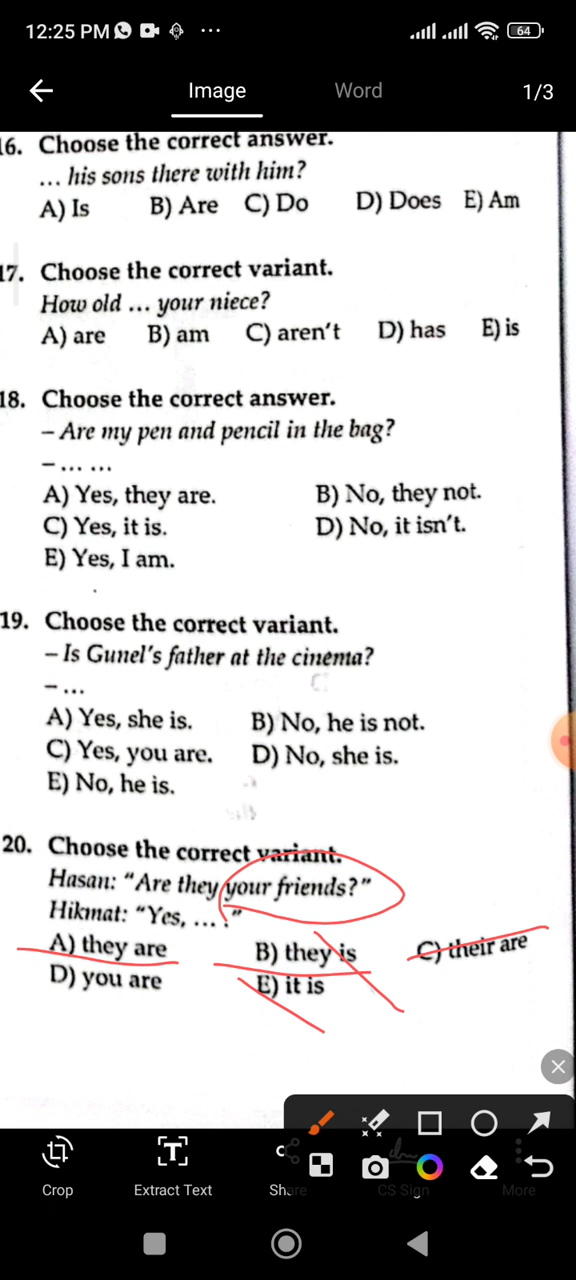 12:25 PM
64
Image Word 1/3
16. Choose the correct answer.
... his sons there with him?
A) Is B) Are C) Do D) Does E) Am
17. Choose the correct variant.
How old ... your niece?
A) are B) am C) aren't D) has E) is
18. Choose the correct answer.
– Are my pen and pencil in the bag?
– ... ...
A) Yes, they are. B) No, they not.
C) Yes, it is. D) No, it isn't.
E) Yes, I am.
19. Choose the correct variant.
– Is Gunel's father at the cinema?
– ...
A) Yes, she is. B) No, he is not.
C) Yes, you are. D) No, she is.
E) No, he is.
20. Choose the correct variant.
Hasan: "Are they your friends?"
Hikmat: "Yes, ... ."
A) they are B) they is C) their are
D) you are E) it is
Crop Extract Text Share CS Sign More